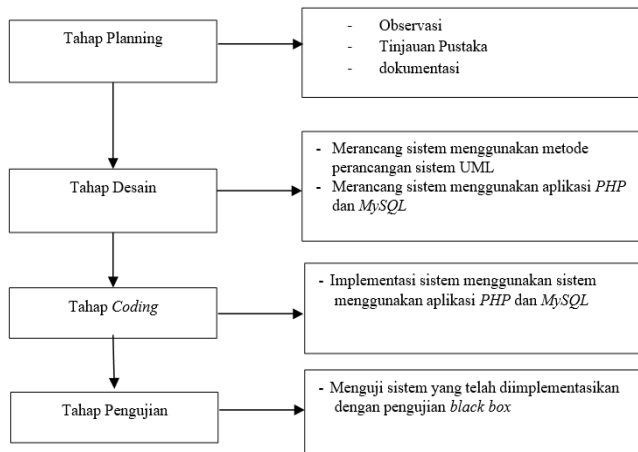 Tahap Planning
- Observasi
- Tinjauan Pustaka
- dokumentasi
Tahap Desain
- Merancang sistem menggunakan metode
perancangan sistem UML
- Merancang sistem menggunakan aplikasi PHP
dan MySQL
Tahap Coding
- Implementasi sistem menggunakan sistem
menggunakan aplikasi PHP dan MySQL
Tahap Pengujian
- Menguji sistem yang telah diimplementasikan
dengan pengujian black box